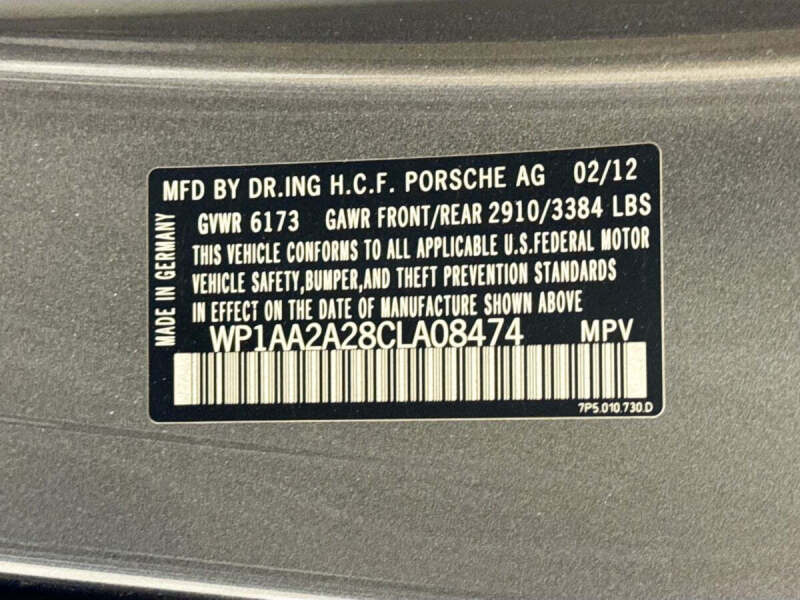 MFD BY DR.ING H.C.F. PORSCHE AG 02/12
GVWR 6173 GAWR FRONT/REAR 2910/3384 LBS
THIS VEHICLE CONFORMS TO ALL APPLICABLE U.S.FEDERAL MOTOR
VEHICLE SAFETY,BUMPER,AND THEFT PREVENTION STANDARDS
IN EFFECT ON THE DATE OF MANUFACTURE SHOWN ABOVE
WP1AA2A28CLA08474 MPV
7P5.010.730.D
MADE IN GERMANY